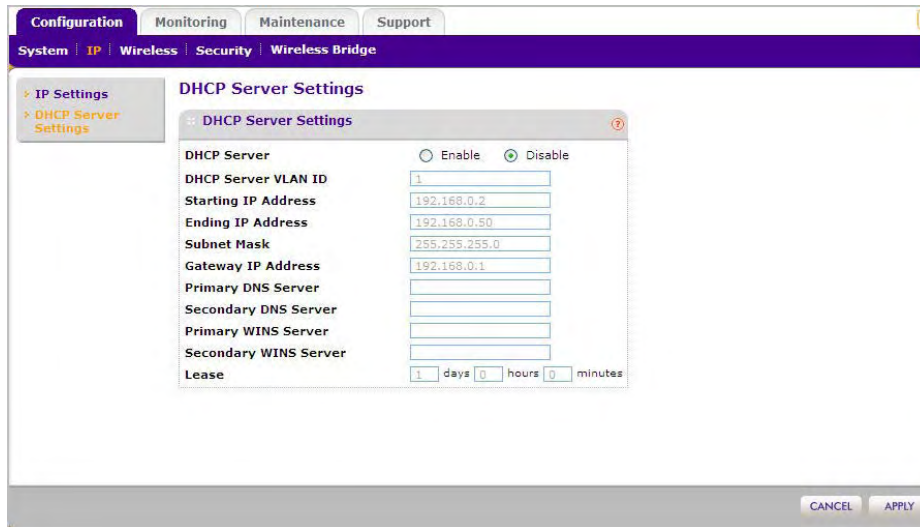 Configuration Monitoring Maintenance Support
System IP Wireless Security Wireless Bridge
IP Settings
DHCP Server Settings
DHCP Server Settings
DHCP Server Settings
?
DHCP Server Enable Disable
DHCP Server VLAN ID 1
Starting IP Address 192.168.0.2
Ending IP Address 192.168.0.50
Subnet Mask 255.255.255.0
Gateway IP Address 192.168.0.1
Primary DNS Server
Secondary DNS Server
Primary WINS Server
Secondary WINS Server
Lease 1 days 0 hours 0 minutes
CANCEL APPLY